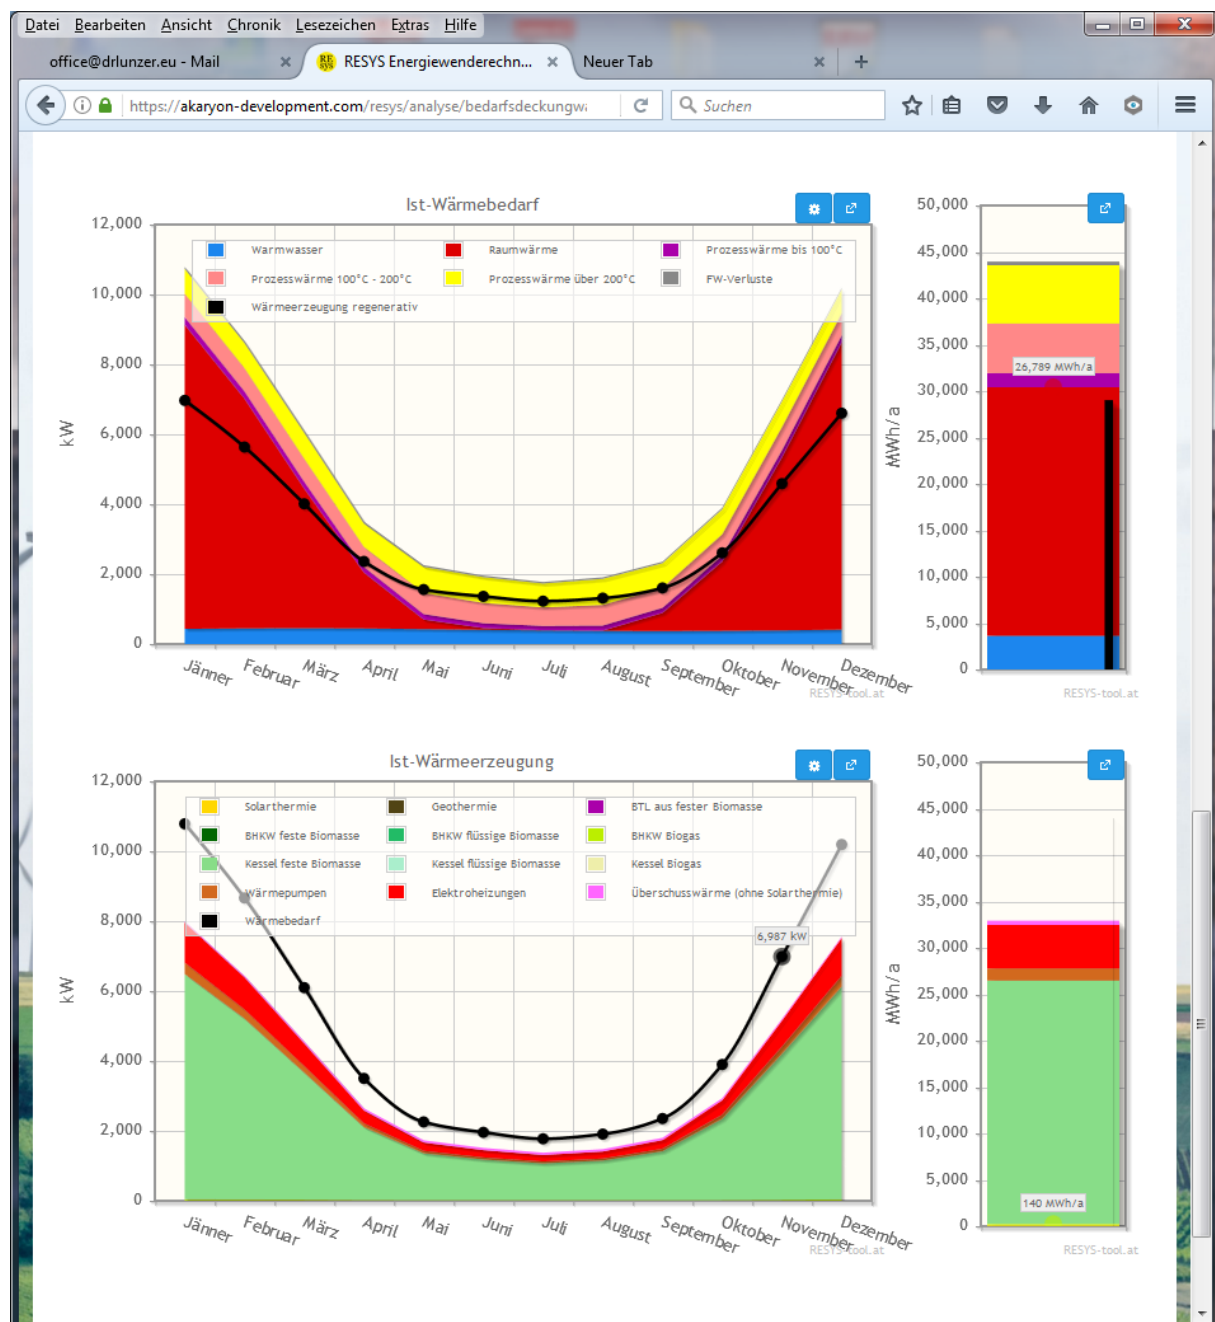 Datei Bearbeiten Ansicht Chronik Lesezeichen Extras Hilfe
office@drlunzer.eu - Mail
RESYS Energiewenderechn...
Neuer Tab
https://akaryon-development.com/resys/analyse/bedarfsdeckungw
Suchen
Ist-Wärmebedarf
12,000
10,000
8,000
6,000
4,000
2,000
0
kW
Warmwasser
Raumwärme
Prozesswärme bis 100°C
Prozesswärme 100°C - 200°C
Prozesswärme über 200°C
FW-Verluste
Wärmeerzeugung regenerativ
Jänner
Februar
März
April
Mai
Juni
Juli
August
September
Oktober
November
Dezember
RESYS-tool.at
50,000
45,000
40,000
35,000
30,000
25,000
20,000
15,000
10,000
5,000
0
MWh/a
26,789 MWh/a
RESYS-tool.at
Ist-Wärmeerzeugung
12,000
10,000
8,000
6,000
4,000
2,000
0
kW
Solarthermie
Geothermie
BTL aus fester Biomasse
BHKW feste Biomasse
BHKW flüssige Biomasse
BHKW Biogas
Kessel feste Biomasse
Kessel flüssige Biomasse
Kessel Biogas
Wärmepumpen
Elektroheizungen
Überschusswärme (ohne Solarthermie)
Wärmebedarf
6,987 kW
Jänner
Februar
März
April
Mai
Juni
Juli
August
September
Oktober
November
Dezember
RESYS-tool.at
50,000
45,000
40,000
35,000
30,000
25,000
20,000
15,000
10,000
5,000
0
MWh/a
140 MWh/a
RESYS-tool.at